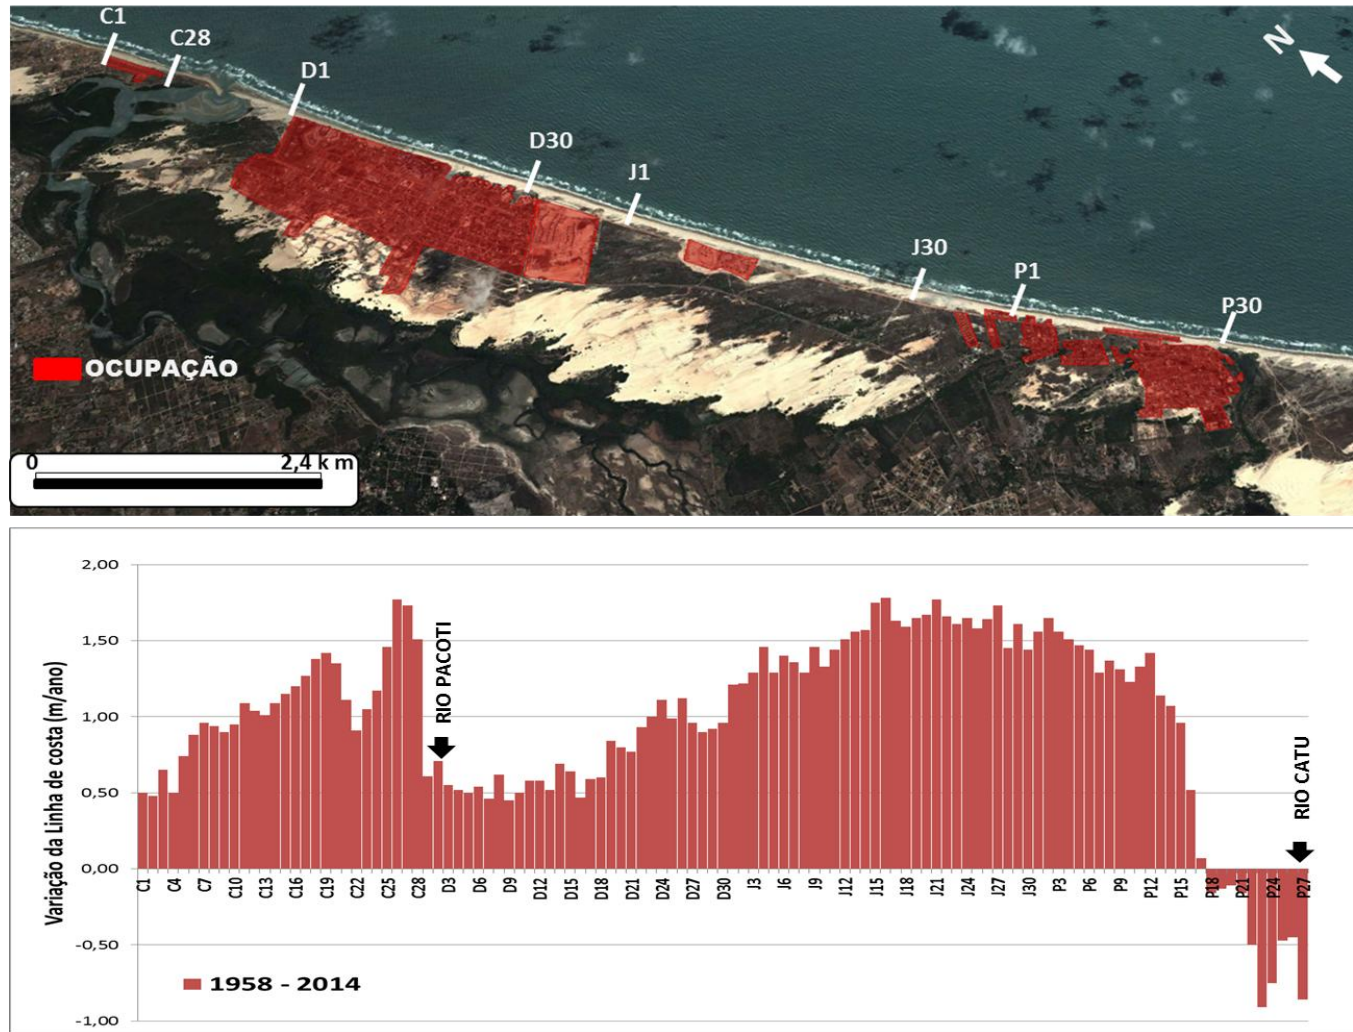 C1
C28
D1
D30
J1
J30
P1
P30
N
OCUPAÇÃO
0 2,4 k m
2,00
1,50
1,00
0,50
0,00
-0,50
-1,00
Variação da Linha de costa (m/ano)
RIO PACOTI
RIO CATU
C1 C4 C7 C10 C13 C16 C19 C22 C25 C28 D3 D6 D9 D12 D15 D18 D21 D24 D27 D30 J3 J6 J9 J12 J15 J18 J21 J24 J27 J30 P3 P6 P9 P12 P15 P18 P21 P24 P27
1958 - 2014